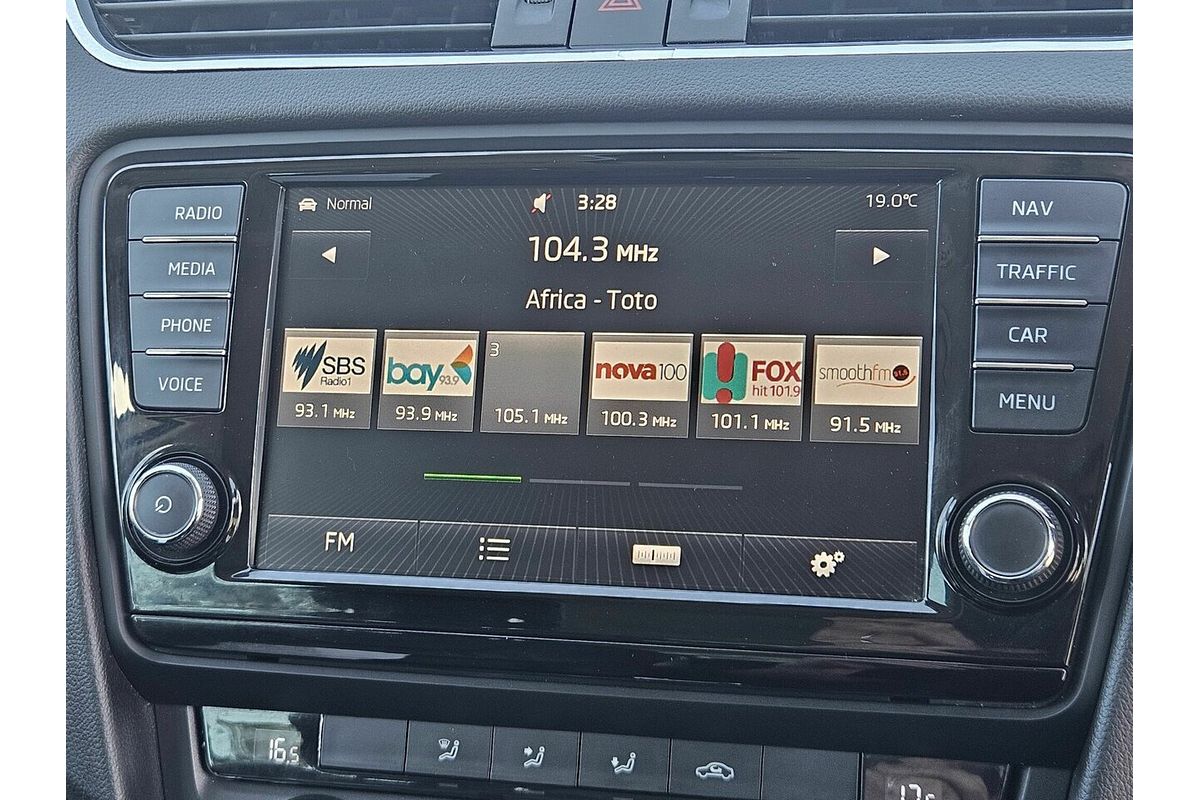 RADIO
MEDIA
PHONE
VOICE
Normal
3:28
19.0°C
104.3 MHz
Africa - Toto
SBS
Radio1
93.1 MHz
bay 93.9
93.9 MHz
3
105.1 MHz
nova100
100.3 MHz
FOX
hit 101.9
101.1 MHz
smoothfm 91.5
91.5 MHz
FM
NAV
TRAFFIC
CAR
MENU
16.5